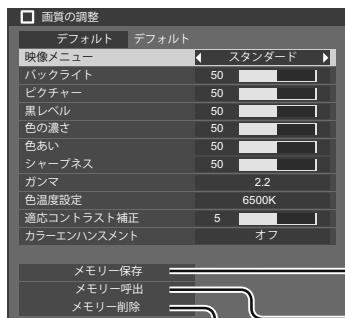 画質の調整
デフォルト デフォルト
映像メニュー スタンダード
バックライト 50
ピクチャー 50
黒レベル 50
色の濃さ 50
色あい 50
シャープネス 50
ガンマ 2.2
色温度設定 6500K
適応コントラスト補正 5
カラーエンハンスメント オフ
メモリー保存
メモリー呼出
メモリー削除